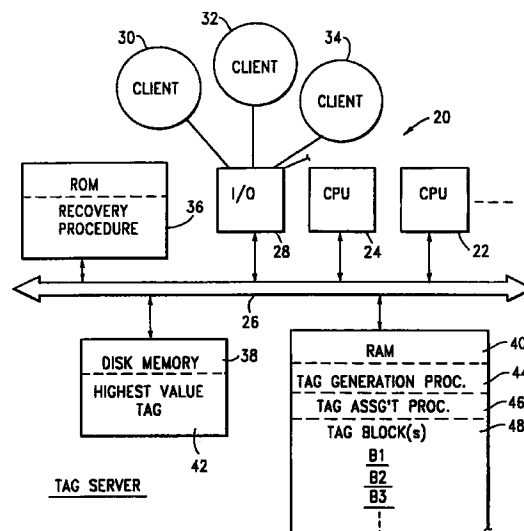 30
32
34
CLIENT
CLIENT
CLIENT
20
ROM
RECOVERY
PROCEDURE
36
I/O
28
CPU
24
CPU
22
26
DISK MEMORY
38
HIGHEST VALUE
TAG
42
RAM
40
TAG GENERATION PROC.
44
TAG ASSG'T PROC.
46
TAG BLOCK(s)
48
B1
B2
B3
TAG SERVER